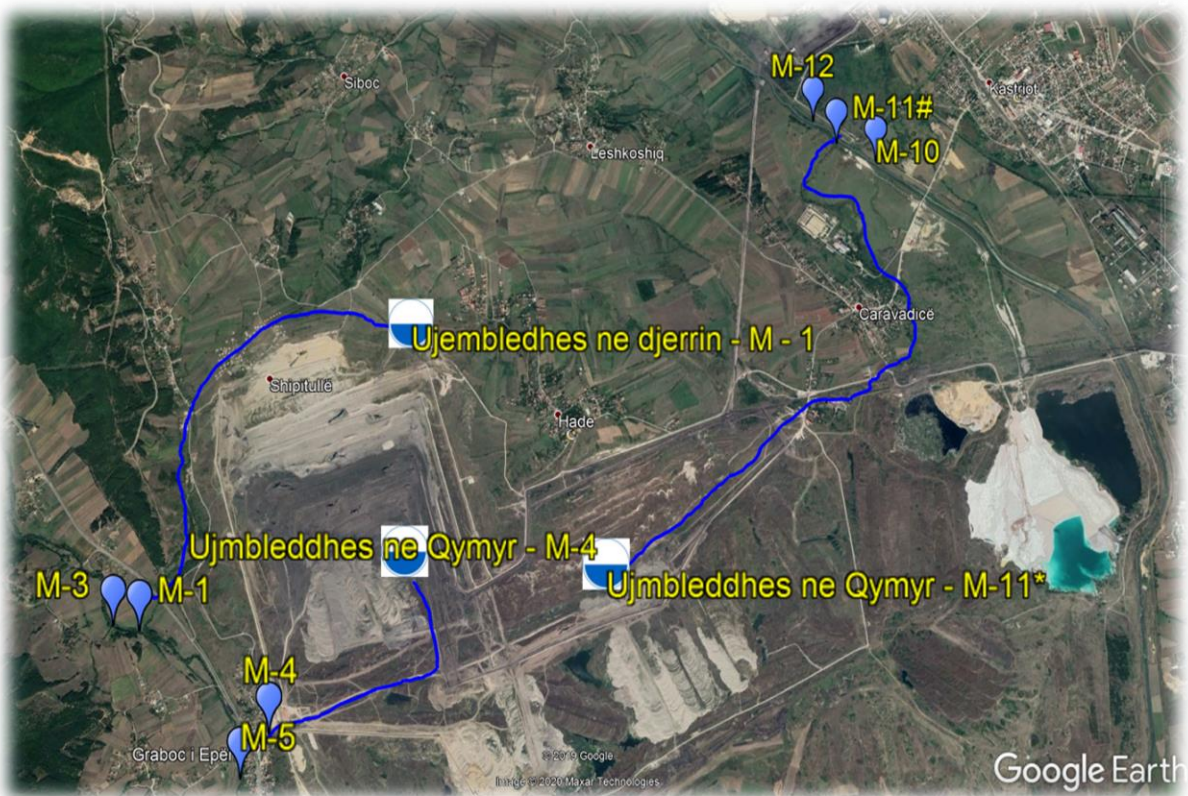 M-12
Kastriot
Siboc
M-11#
M-10
Leshkoshiq
Caravadicë
Ujembledhes ne djerrin - M - 1
Shipitullë
Hade
Ujmbleddhes ne Qymyr - M-4
Ujmbleddhes ne Qymyr - M-11*
M-3
M-1
M-4
M-5
Graboc i Epër
© 2019 Google
Image © 2020 Maxar Technologies
Google Earth